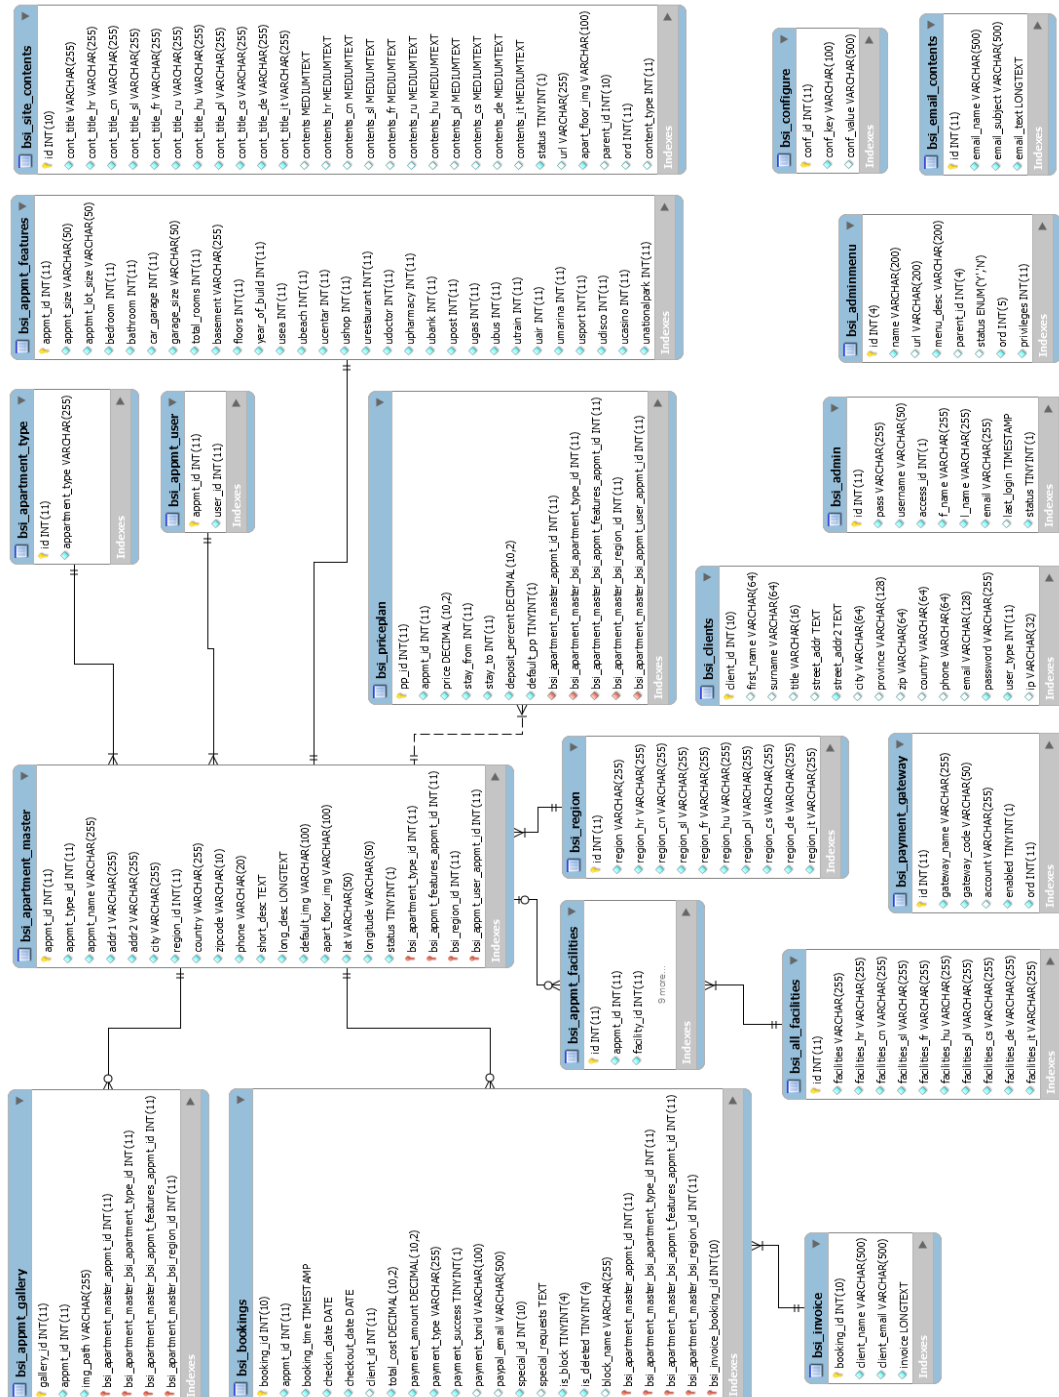 bsi_appmt_gallery
gallery_id INT(11)
appmt_id INT(11)
img_path VARCHAR(255)
bsi_apartment_master_appmt_id INT(11)
bsi_apartment_master_bsi_apartment_type_id INT(11)
bsi_apartment_master_bsi_appmt_features_appmt_id INT(11)
bsi_apartment_master_bsi_region_id INT(11)
Indexes
bsi_apartment_master
appmt_id INT(11)
appmt_type_id INT(11)
appmt_name VARCHAR(255)
addr1 VARCHAR(255)
addr2 VARCHAR(255)
city VARCHAR(255)
region_id INT(11)
country VARCHAR(255)
zipcode VARCHAR(10)
phone VARCHAR(20)
short_desc TEXT
long_desc LONGTEXT
default_img VARCHAR(100)
apart_floor_img VARCHAR(100)
lat VARCHAR(50)
longitude VARCHAR(50)
status TINYINT(1)
bsi_apartment_type_id INT(11)
bsi_appmt_features_appmt_id INT(11)
bsi_region_id INT(11)
bsi_appmt_user_appmt_id INT(11)
Indexes
bsi_apartment_type
id INT(11)
appartment_type VARCHAR(255)
Indexes
bsi_appmt_user
appmt_id INT(11)
user_id INT(11)
Indexes
bsi_appmt_features
appmt_id INT(11)
appmt_size VARCHAR(50)
apptmt_lot_size VARCHAR(50)
bedroom INT(11)
bathroom INT(11)
car_garage INT(11)
garage_size VARCHAR(50)
total_rooms INT(11)
basement VARCHAR(255)
floors INT(11)
year_of_build INT(11)
usea INT(11)
ubeach INT(11)
ucentar INT(11)
ushop INT(11)
urestaurant INT(11)
udoctor INT(11)
upharmacy INT(11)
ubank INT(11)
upost INT(11)
ugas INT(11)
ubus INT(11)
utrain INT(11)
uair INT(11)
umarina INT(11)
usport INT(11)
udisco INT(11)
ucasino INT(11)
unationalpark INT(11)
Indexes
bsi_site_contents
id INT(10)
cont_title VARCHAR(255)
cont_title_hr VARCHAR(255)
cont_title_cn VARCHAR(255)
cont_title_sl VARCHAR(255)
cont_title_fr VARCHAR(255)
cont_title_ru VARCHAR(255)
cont_title_hu VARCHAR(255)
cont_title_pl VARCHAR(255)
cont_title_cs VARCHAR(255)
cont_title_de VARCHAR(255)
cont_title_it VARCHAR(255)
contents MEDIUMTEXT
contents_hr MEDIUMTEXT
contents_cn MEDIUMTEXT
contents_sl MEDIUMTEXT
contents_fr MEDIUMTEXT
contents_ru MEDIUMTEXT
contents_hu MEDIUMTEXT
contents_pl MEDIUMTEXT
contents_cs MEDIUMTEXT
contents_de MEDIUMTEXT
contents_it MEDIUMTEXT
status TINYINT(1)
url VARCHAR(255)
apart_floor_img VARCHAR(100)
parent_id INT(10)
ord INT(11)
content_type INT(11)
Indexes
bsi_bookings
booking_id INT(10)
appmt_id INT(11)
booking_time TIMESTAMP
checkin_date DATE
checkout_date DATE
client_id INT(11)
total_cost DECIMAL(10,2)
payment_amount DECIMAL(10,2)
payment_type VARCHAR(255)
payment_success TINYINT(1)
payment_txnid VARCHAR(100)
paypal_email VARCHAR(500)
special_id INT(10)
special_requests TEXT
is_block TINYINT(4)
is_deleted TINYINT(4)
block_name VARCHAR(255)
bsi_apartment_master_appmt_id INT(11)
bsi_apartment_master_bsi_apartment_type_id INT(11)
bsi_apartment_master_bsi_appmt_features_appmt_id INT(11)
bsi_apartment_master_bsi_region_id INT(11)
bsi_invoice_booking_id INT(10)
Indexes
bsi_priceplan
pp_id INT(11)
appmt_id INT(11)
price DECIMAL(10,2)
stay_from INT(11)
stay_to INT(11)
deposit_percent DECIMAL(10,2)
default_pp TINYINT(1)
bsi_apartment_master_appmt_id INT(11)
bsi_apartment_master_bsi_apartment_type_id INT(11)
bsi_apartment_master_bsi_appmt_features_appmt_id INT(11)
bsi_apartment_master_bsi_region_id INT(11)
bsi_apartment_master_bsi_appmt_user_appmt_id INT(11)
Indexes
bsi_appmt_facilities
id INT(11)
appmt_id INT(11)
facility_id INT(11)
9 more...
Indexes
bsi_region
id INT(11)
region VARCHAR(255)
region_hr VARCHAR(255)
region_cn VARCHAR(255)
region_sl VARCHAR(255)
region_fr VARCHAR(255)
region_hu VARCHAR(255)
region_pl VARCHAR(255)
region_cs VARCHAR(255)
region_de VARCHAR(255)
region_it VARCHAR(255)
Indexes
bsi_clients
client_id INT(10)
first_name VARCHAR(64)
surname VARCHAR(64)
title VARCHAR(16)
street_addr TEXT
street_addr2 TEXT
city VARCHAR(64)
province VARCHAR(128)
zip VARCHAR(64)
country VARCHAR(64)
phone VARCHAR(64)
email VARCHAR(128)
password VARCHAR(255)
user_type INT(11)
ip VARCHAR(32)
Indexes
bsi_admin
id INT(11)
pass VARCHAR(255)
username VARCHAR(50)
access_id INT(1)
f_name VARCHAR(255)
l_name VARCHAR(255)
email VARCHAR(255)
last_login TIMESTAMP
status TINYINT(1)
Indexes
bsi_adminmenu
id INT(4)
name VARCHAR(200)
url VARCHAR(200)
menu_desc VARCHAR(200)
parent_id INT(4)
status ENUM('Y','N')
ord INT(5)
privileges INT(11)
Indexes
bsi_configure
conf_id INT(11)
conf_key VARCHAR(100)
conf_value VARCHAR(500)
Indexes
bsi_invoice
booking_id INT(10)
client_name VARCHAR(500)
client_email VARCHAR(500)
invoice LONGTEXT
Indexes
bsi_all_facilities
id INT(11)
facilities VARCHAR(255)
facilities_hr VARCHAR(255)
facilities_cn VARCHAR(255)
facilities_sl VARCHAR(255)
facilities_fr VARCHAR(255)
facilities_hu VARCHAR(255)
facilities_pl VARCHAR(255)
facilities_cs VARCHAR(255)
facilities_de VARCHAR(255)
facilities_it VARCHAR(255)
Indexes
bsi_payment_gateway
id INT(11)
gateway_name VARCHAR(255)
gateway_code VARCHAR(50)
account VARCHAR(255)
enabled TINYINT(1)
ord INT(11)
Indexes
bsi_email_contents
id INT(11)
email_name VARCHAR(500)
email_subject VARCHAR(500)
email_text LONGTEXT
Indexes